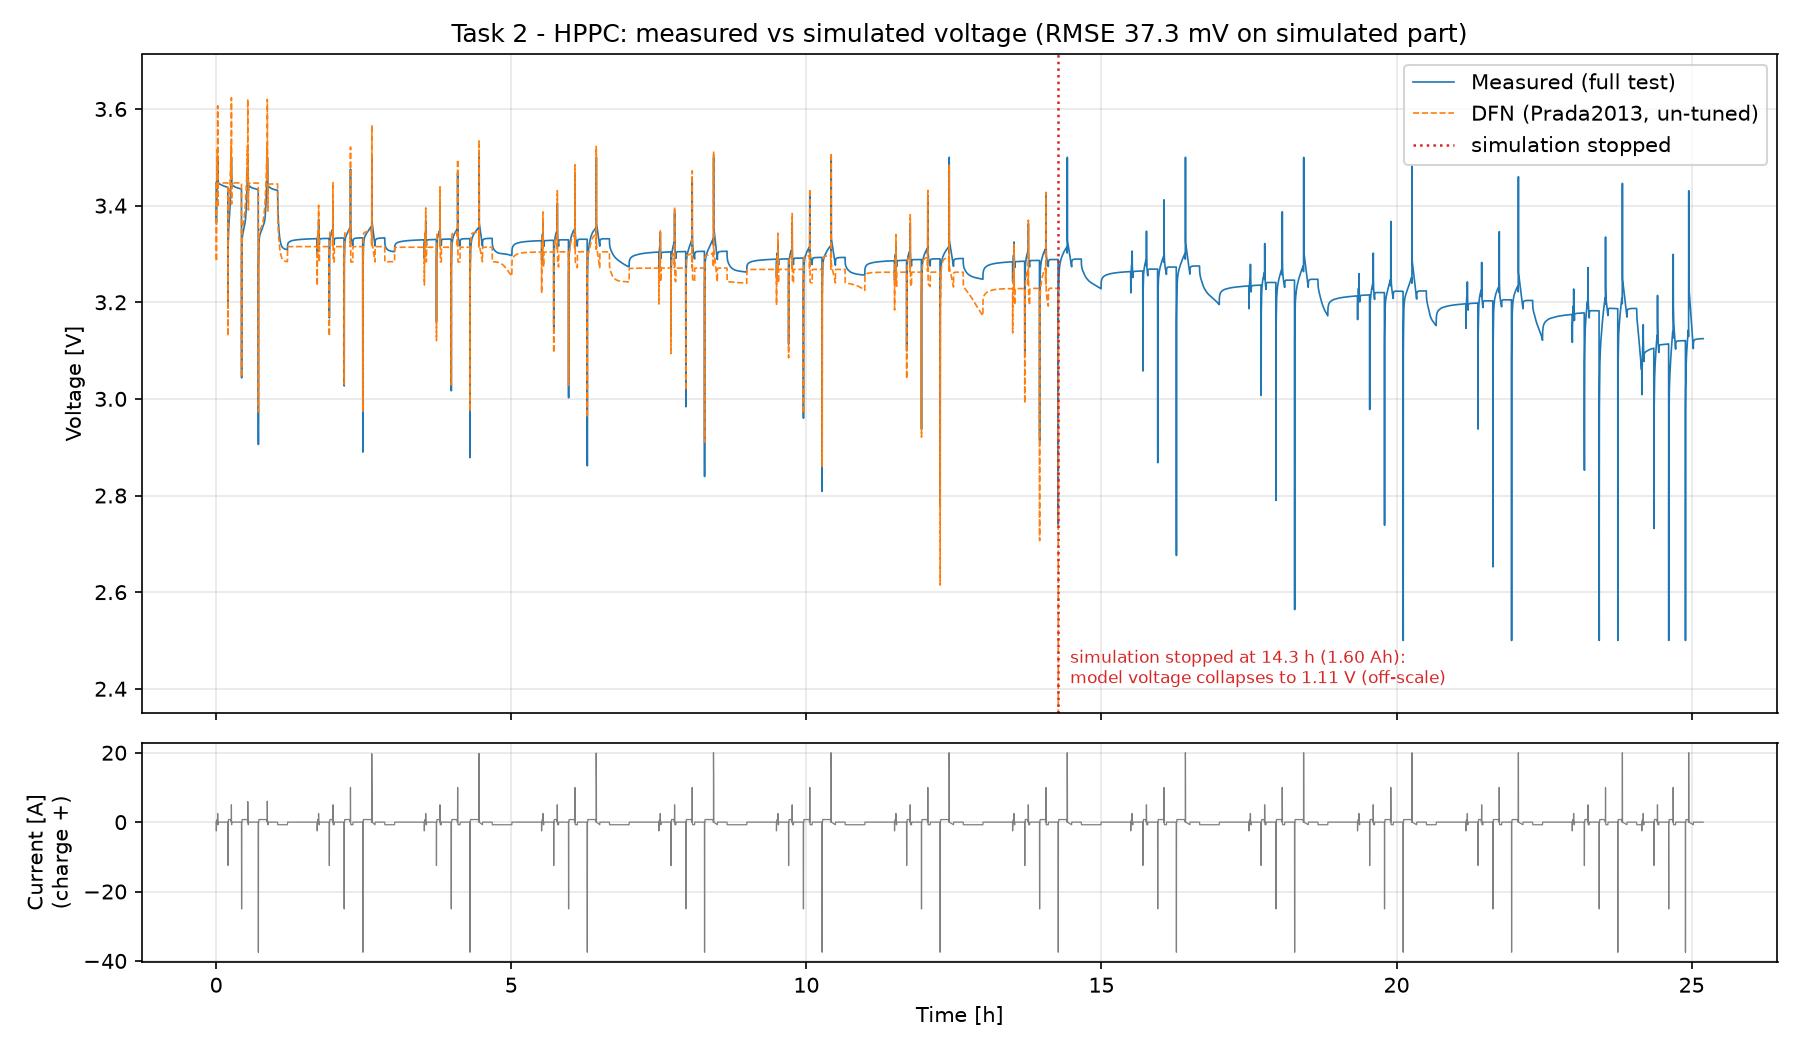 Task 2 - HPPC: measured vs simulated voltage (RMSE 37.3 mV on simulated part)
Measured (full test)
DFN (Prada2013, un-tuned)
simulation stopped
Voltage [V]
3.6
3.4
3.2
3.0
2.8
2.6
2.4
simulation stopped at 14.3 h (1.60 Ah):
model voltage collapses to 1.11 V (off-scale)
Current [A]
(charge +)
20
0
−20
−40
0 5 10 15 20 25
Time [h]